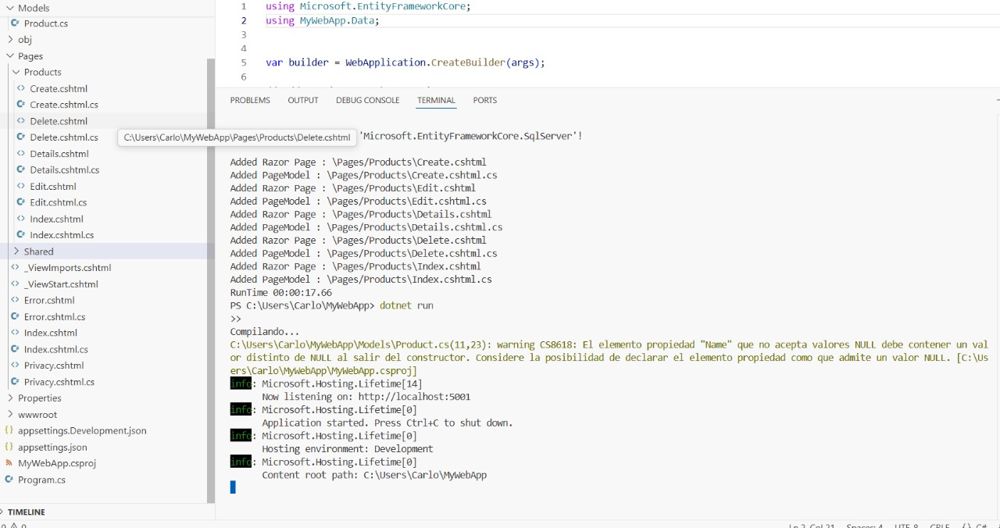 Models
Product.cs
obj
Pages
Products
Create.cshtml
Create.cshtml.cs
Delete.cshtml
Delete.cshtml.cs
Details.cshtml
Details.cshtml.cs
Edit.cshtml
Edit.cshtml.cs
Index.cshtml
Index.cshtml.cs
Shared
_ViewImports.cshtml
_ViewStart.cshtml
Error.cshtml
Error.cshtml.cs
Index.cshtml
Index.cshtml.cs
Privacy.cshtml
Privacy.cshtml.cs
Properties
wwwroot
appsettings.Development.json
appsettings.json
MyWebApp.csproj
Program.cs
TIMELINE
C:\Users\Carlo\MyWebApp\Pages\Products\Delete.cshtml
1 using Microsoft.EntityFrameworkCore;
2 using MyWebApp.Data;
3
4
5 var builder = WebApplication.CreateBuilder(args);
6
PROBLEMS OUTPUT DEBUG CONSOLE TERMINAL PORTS
'Microsoft.EntityFrameworkCore.SqlServer'!
Added Razor Page : \Pages/Products\Create.cshtml
Added PageModel : \Pages/Products\Create.cshtml.cs
Added Razor Page : \Pages/Products\Edit.cshtml
Added PageModel : \Pages/Products\Edit.cshtml.cs
Added Razor Page : \Pages/Products\Details.cshtml
Added PageModel : \Pages/Products\Details.cshtml.cs
Added Razor Page : \Pages/Products\Delete.cshtml
Added PageModel : \Pages/Products\Delete.cshtml.cs
Added Razor Page : \Pages/Products\Index.cshtml
Added PageModel : \Pages/Products\Index.cshtml.cs
RunTime 00:00:17.66
PS C:\Users\Carlo\MyWebApp> dotnet run
>>
Compilando...
C:\Users\Carlo\MyWebApp\Models\Product.cs(11,23): warning CS8618: El elemento propiedad "Name" que no acepta valores NULL debe contener un val
or distinto de NULL al salir del constructor. Considere la posibilidad de declarar el elemento propiedad como que admite un valor NULL. [C:\Us
ers\Carlo\MyWebApp\MyWebApp.csproj]
info: Microsoft.Hosting.Lifetime[14]
Now listening on: http://localhost:5001
info: Microsoft.Hosting.Lifetime[0]
Application started. Press Ctrl+C to shut down.
info: Microsoft.Hosting.Lifetime[0]
Hosting environment: Development
info: Microsoft.Hosting.Lifetime[0]
Content root path: C:\Users\Carlo\MyWebApp
Ln 2, Col 21 Spaces: 4 UTF-8 CRLF {} C#